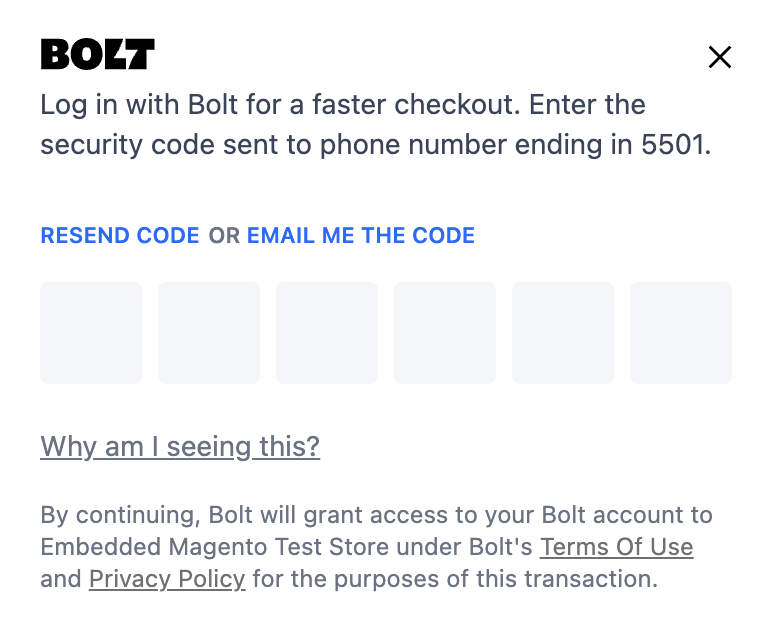 BOLT
Log in with Bolt for a faster checkout. Enter the
security code sent to phone number ending in 5501.
RESEND CODE OR EMAIL ME THE CODE
Why am I seeing this?
By continuing, Bolt will grant access to your Bolt account to
Embedded Magento Test Store under Bolt's Terms Of Use
and Privacy Policy for the purposes of this transaction.